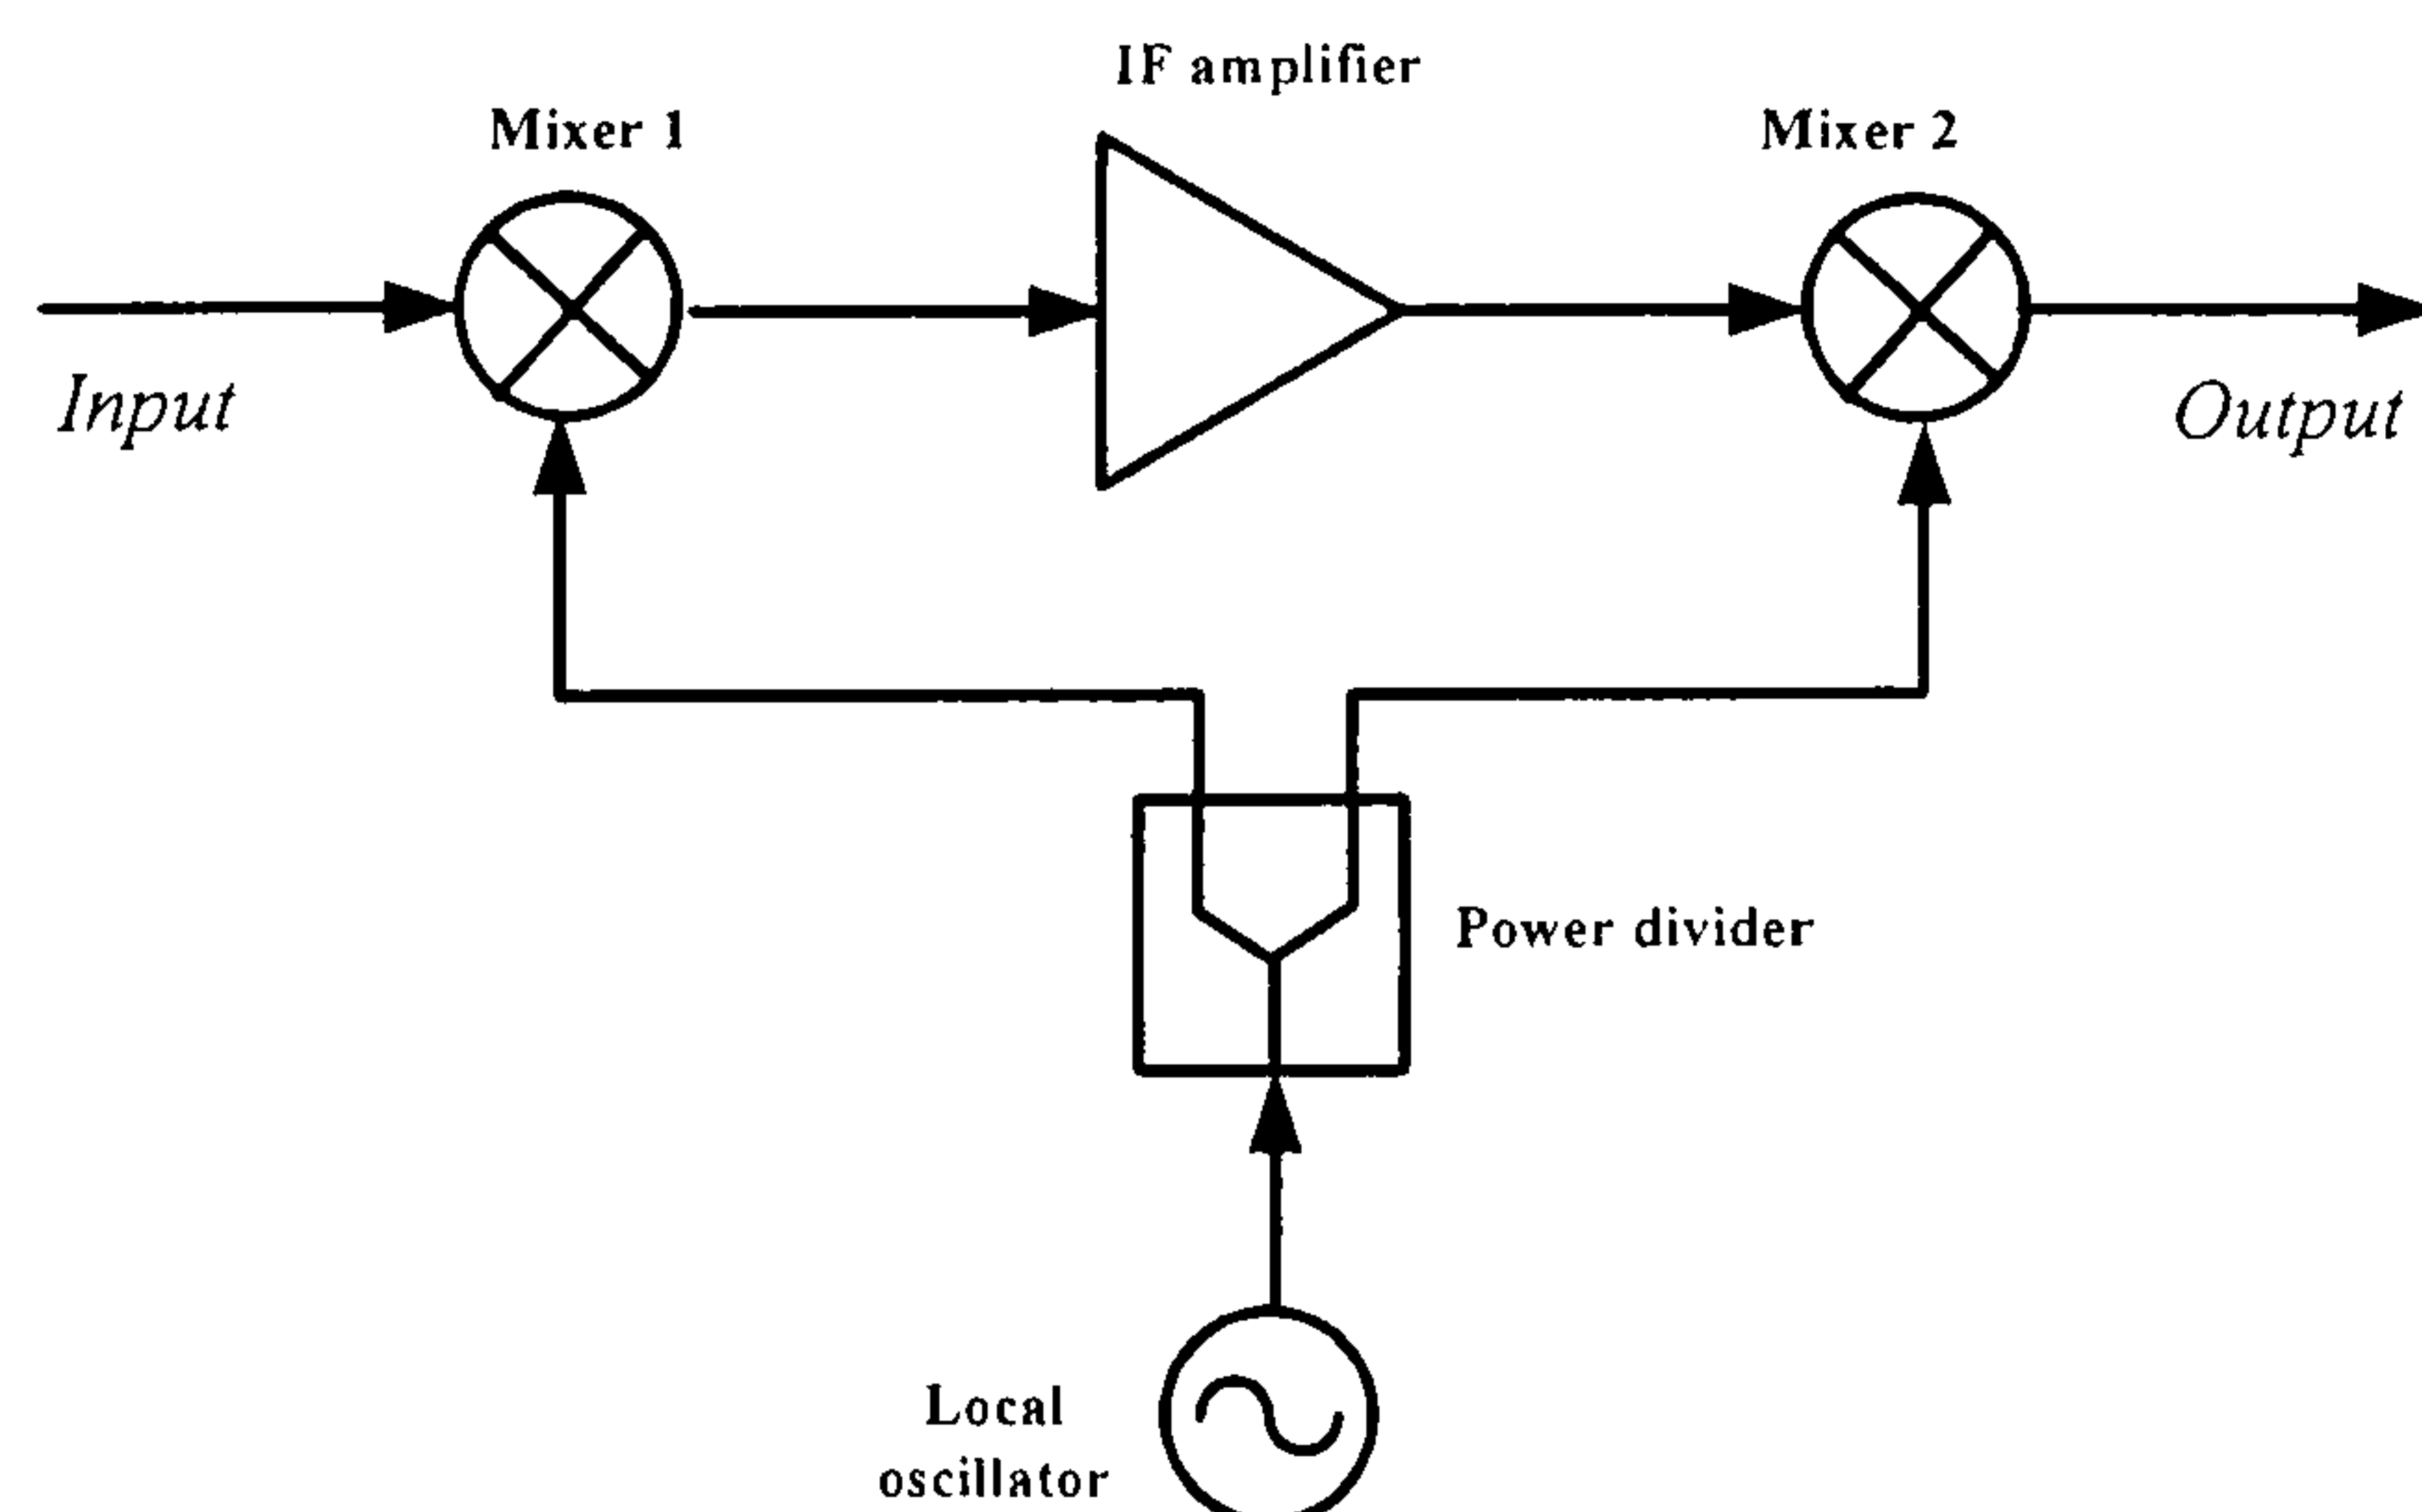 IF amplifier
Mixer 1
Mixer 2
Input
Output
Power divider
Local
oscillator